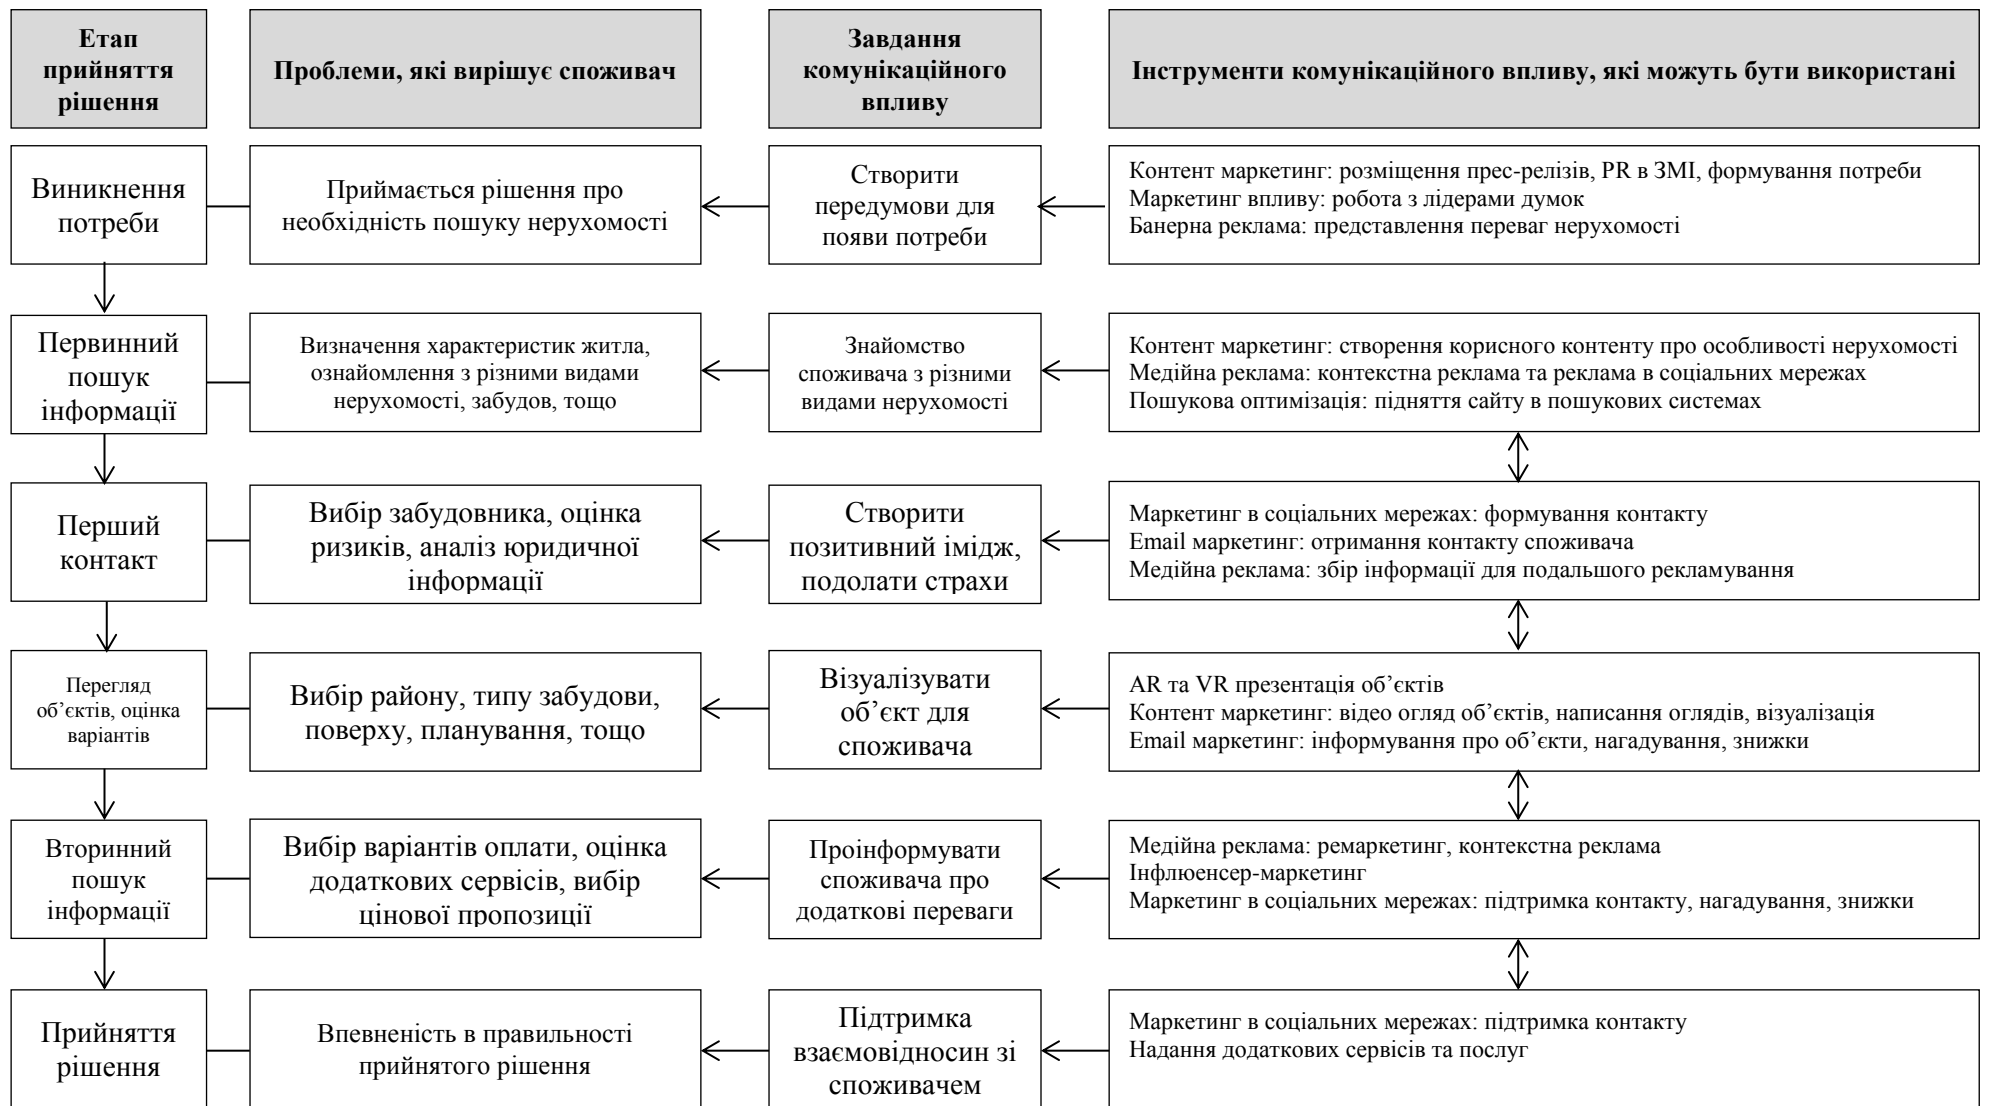 Етап
прийняття
рішення
Проблеми, які вирішує споживач
Завдання
комунікаційного
впливу
Інструменти комунікаційного впливу, які можуть бути використані
Виникнення
потреби
Приймається рішення про
необхідність пошуку нерухомості
Створити
передумови для
появи потреби
Контент маркетинг: розміщення прес-релізів, PR в ЗМІ, формування потреби
Маркетинг впливу: робота з лідерами думок
Банерна реклама: представлення переваг нерухомості
Первинний
пошук
інформації
Визначення характеристик житла,
ознайомлення з різними видами
нерухомості, забудов, тощо
Знайомство
споживача з різними
видами нерухомості
Контент маркетинг: створення корисного контенту про особливості нерухомості
Медійна реклама: контекстна реклама та реклама в соціальних мережах
Пошукова оптимізація: підняття сайту в пошукових системах
Перший
контакт
Вибір забудовника, оцінка
ризиків, аналіз юридичної
інформації
Створити
позитивний імідж,
подолати страхи
Маркетинг в соціальних мережах: формування контакту
Email маркетинг: отримання контакту споживача
Медійна реклама: збір інформації для подальшого рекламування
Перегляд
об’єктів, оцінка
варіантів
Вибір району, типу забудови,
поверху, планування, тощо
Візуалізувати
об’єкт для
споживача
AR та VR презентація об’єктів
Контент маркетинг: відео огляд об’єктів, написання оглядів, візуалізація
Email маркетинг: інформування про об’єкти, нагадування, знижки
Вторинний
пошук
інформації
Вибір варіантів оплати, оцінка
додаткових сервісів, вибір
цінової пропозиції
Проінформувати
споживача про
додаткові переваги
Медійна реклама: ремаркетинг, контекстна реклама
Інфлюенсер-маркетинг
Маркетинг в соціальних мережах: підтримка контакту, нагадування, знижки
Прийняття
рішення
Впевненість в правильності
прийнятого рішення
Підтримка
взаємовідносин зі
споживачем
Маркетинг в соціальних мережах: підтримка контакту
Надання додаткових сервісів та послуг